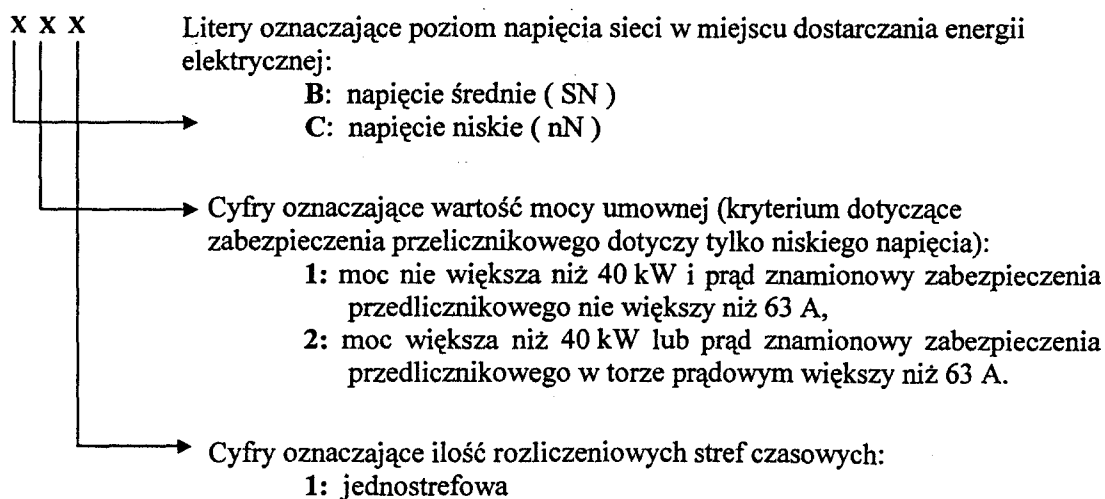 X X X Litery oznaczające poziom napięcia sieci w miejscu dostarczania energii
elektrycznej:
B: napięcie średnie ( SN )
C: napięcie niskie ( nN )
Cyfry oznaczające wartość mocy umownej (kryterium dotyczące
zabezpieczenia przelicznikowego dotyczy tylko niskiego napięcia):
1: moc nie większa niż 40 kW i prąd znamionowy zabezpieczenia
przedlicznikowego nie większy niż 63 A,
2: moc większa niż 40 kW lub prąd znamionowy zabezpieczenia
przedlicznikowego w torze prądowym większy niż 63 A.
Cyfry oznaczające ilość rozliczeniowych stref czasowych:
1: jednostrefowa